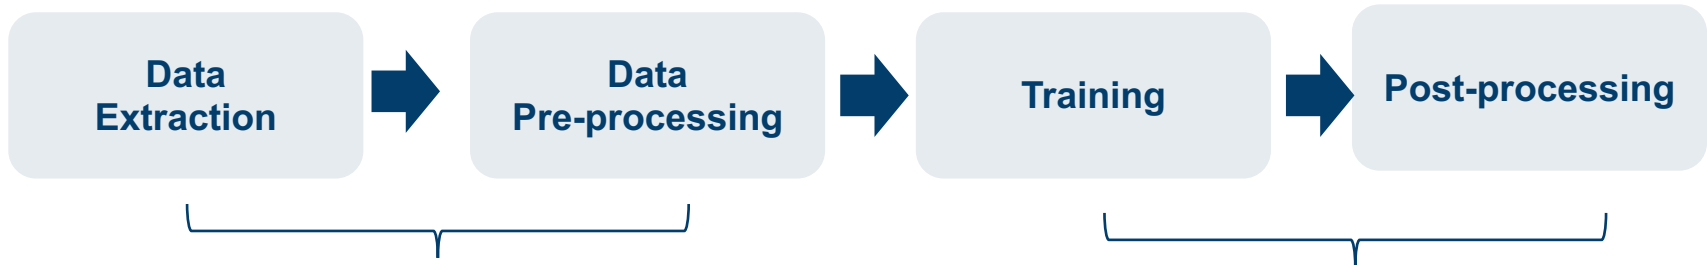 Data
Extraction
Data
Pre-processing
Training
Post-processing